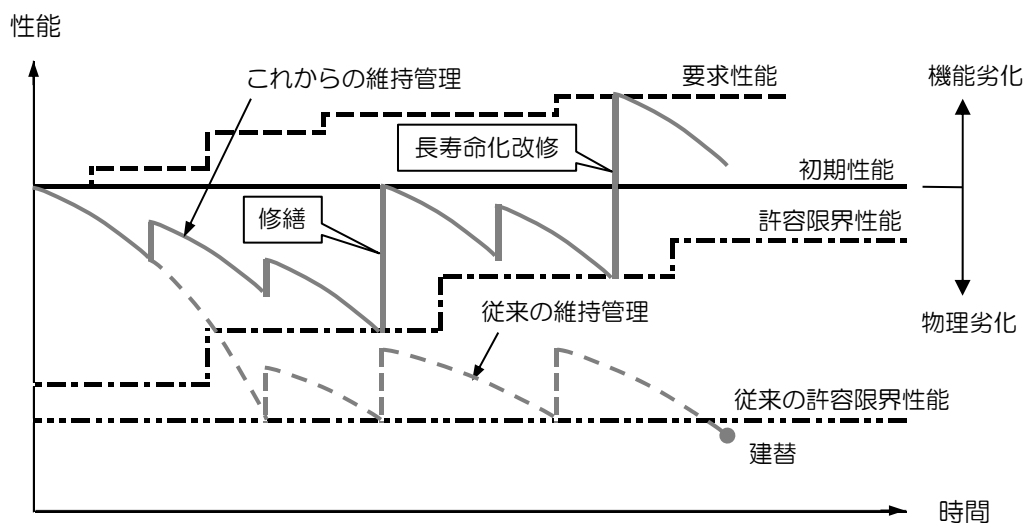 性能
これからの維持管理
要求性能
機能劣化
長寿命化改修
初期性能
修繕
許容限界性能
従来の維持管理
物理劣化
従来の許容限界性能
建替
時間